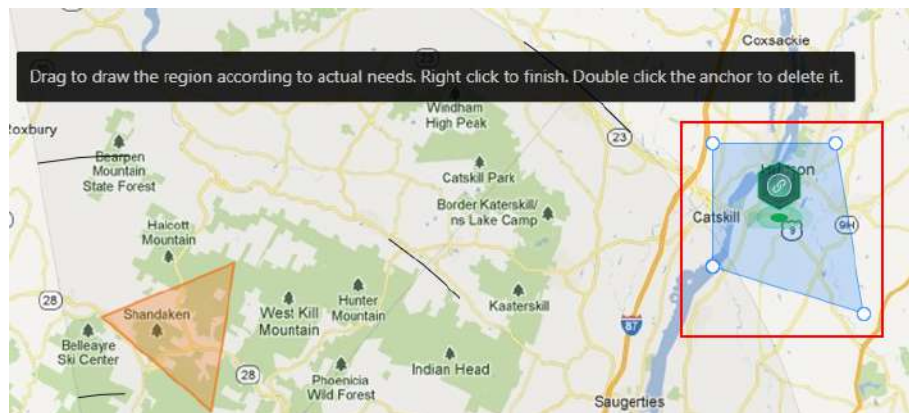 Coxsackie
Drag to draw the region according to actual needs. Right click to finish. Double click the anchor to delete it.
Windham
High Peak
23
Bearpen
Mountain
State Forest
Catskill Park
Border Katerskill/
ns Lake Camp
Catskill
9
9H
Halcott
Mountain
28
Shandaken
West Kill
Mountain
Hunter
Mountain
Kaaterskill
87
Belleayre
Ski Center
28
Phoenicia
Wild Forest
Indian Head
Saugerties